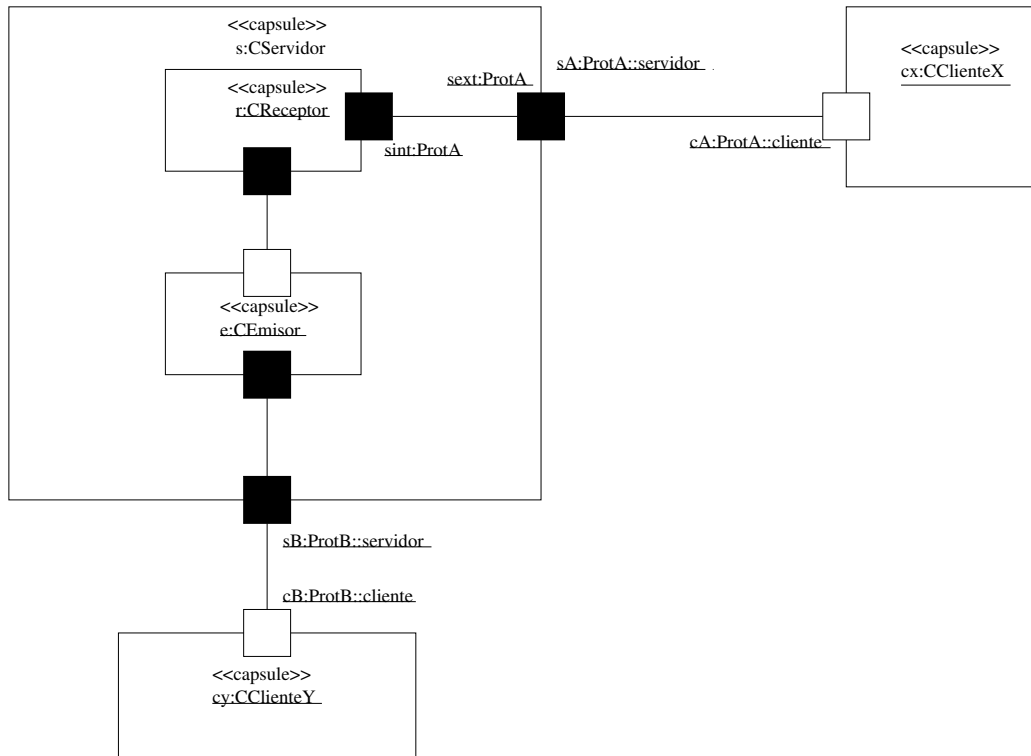 <<capsule>>
s:CServidor
<<capsule>>
r:CReceptor
sext:ProtA
sA:ProtA::servidor
<<capsule>>
cx:CClienteX
sint:ProtA
cA:ProtA::cliente
<<capsule>>
e:CEmisor
sB:ProtB::servidor
cB:ProtB::cliente
<<capsule>>
cy:CClienteY